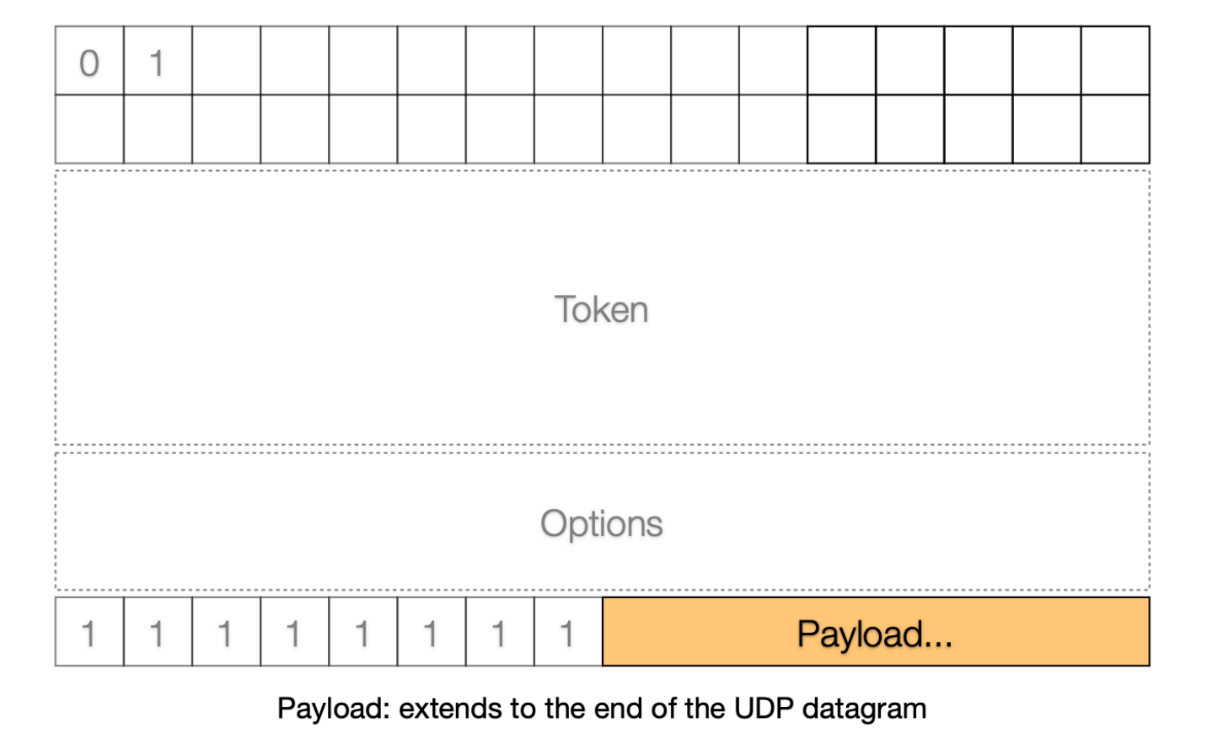 0 1
Token
Options
1 1 1 1 1 1 1 1 Payload...
Payload: extends to the end of the UDP datagram